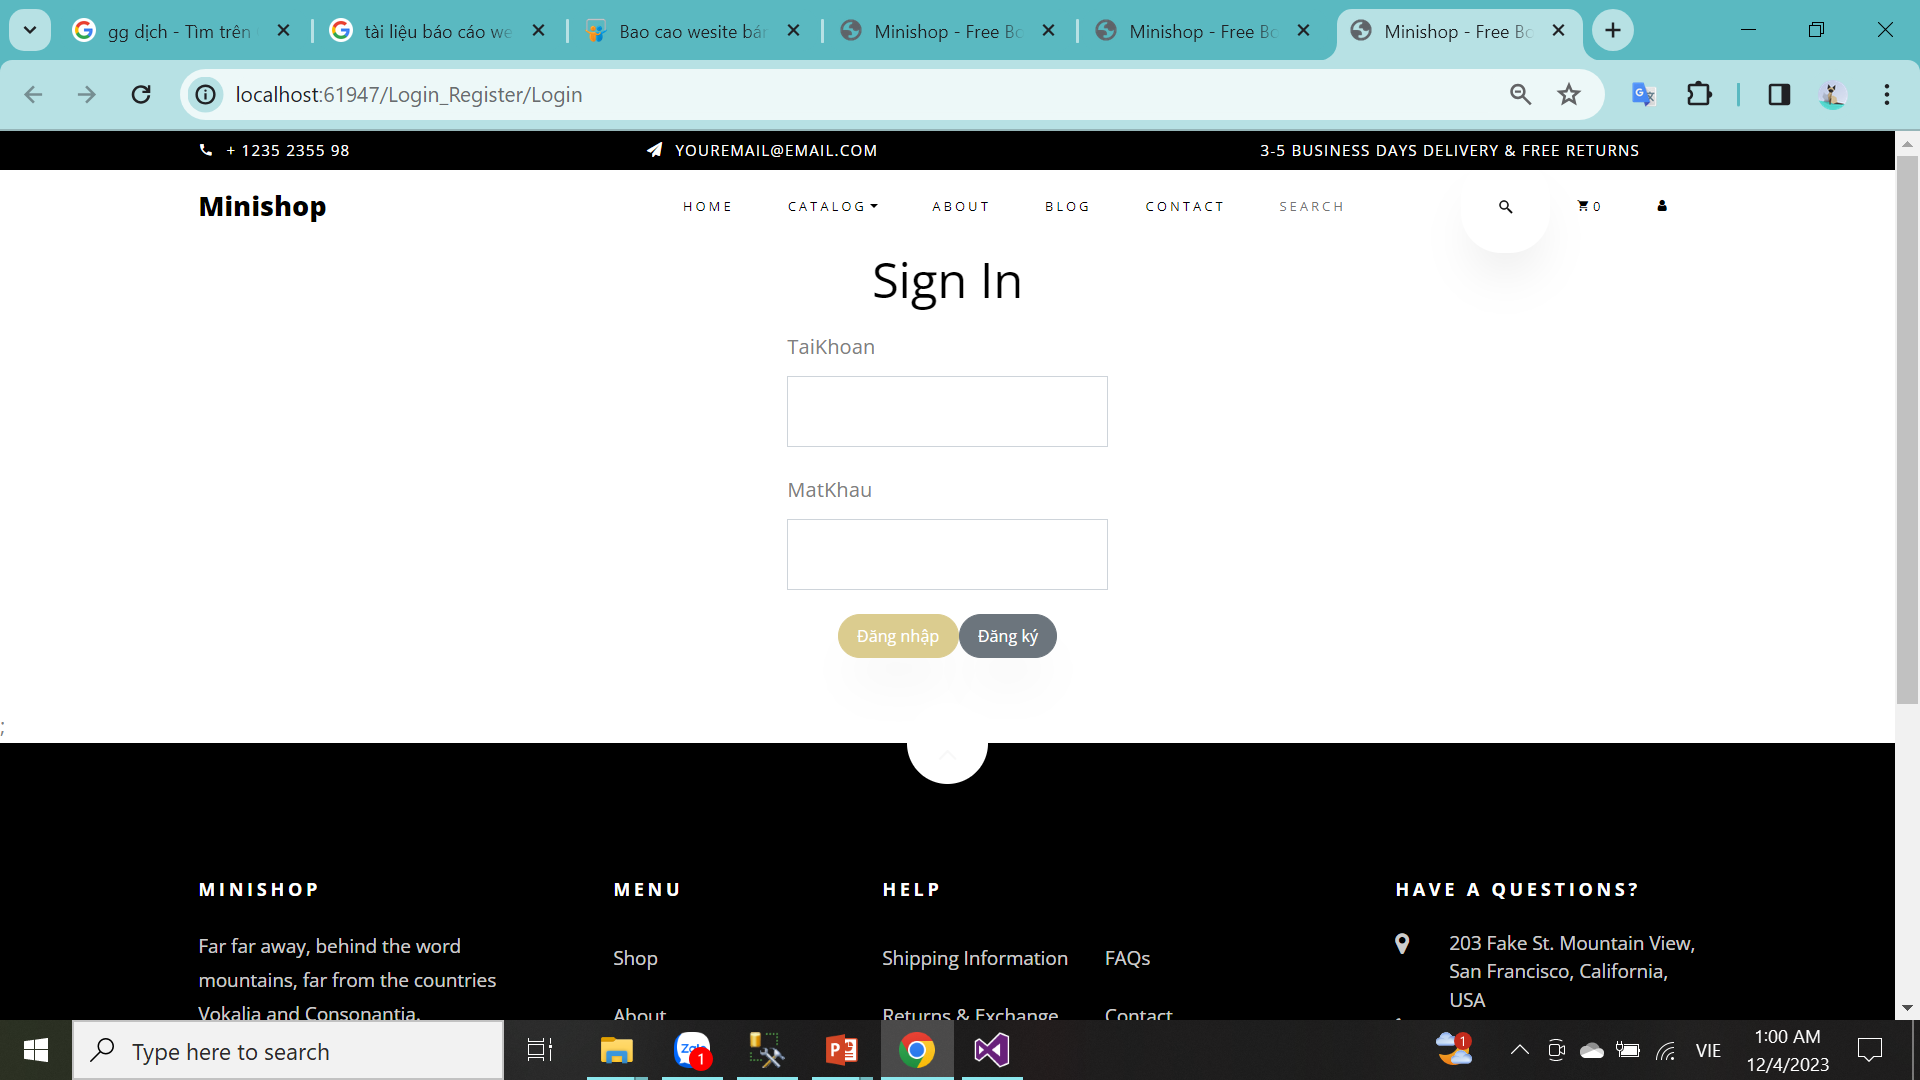 gg dịch - Tìm trên
tài liệu báo cáo we
Bao cao wesite bán
Minishop - Free Bo
Minishop - Free Bo
Minishop - Free Bo
localhost:61947/Login_Register/Login
+ 1235 2355 98
YOUREMAIL@EMAIL.COM
3-5 BUSINESS DAYS DELIVERY & FREE RETURNS
Minishop
HOME
CATALOG
ABOUT
BLOG
CONTACT
SEARCH
0
Sign In
TaiKhoan
MatKhau
Đăng nhập
Đăng ký
;
MINISHOP
MENU
HELP
HAVE A QUESTIONS?
Far far away, behind the word
mountains, far from the countries
Vokalia and Consonantia.
Shop
About
Shipping Information
FAQs
Returns & Exchange
Contact
203 Fake St. Mountain View,
San Francisco, California,
USA
Type here to search
Zalo
1
1
VIE
1:00 AM
12/4/2023